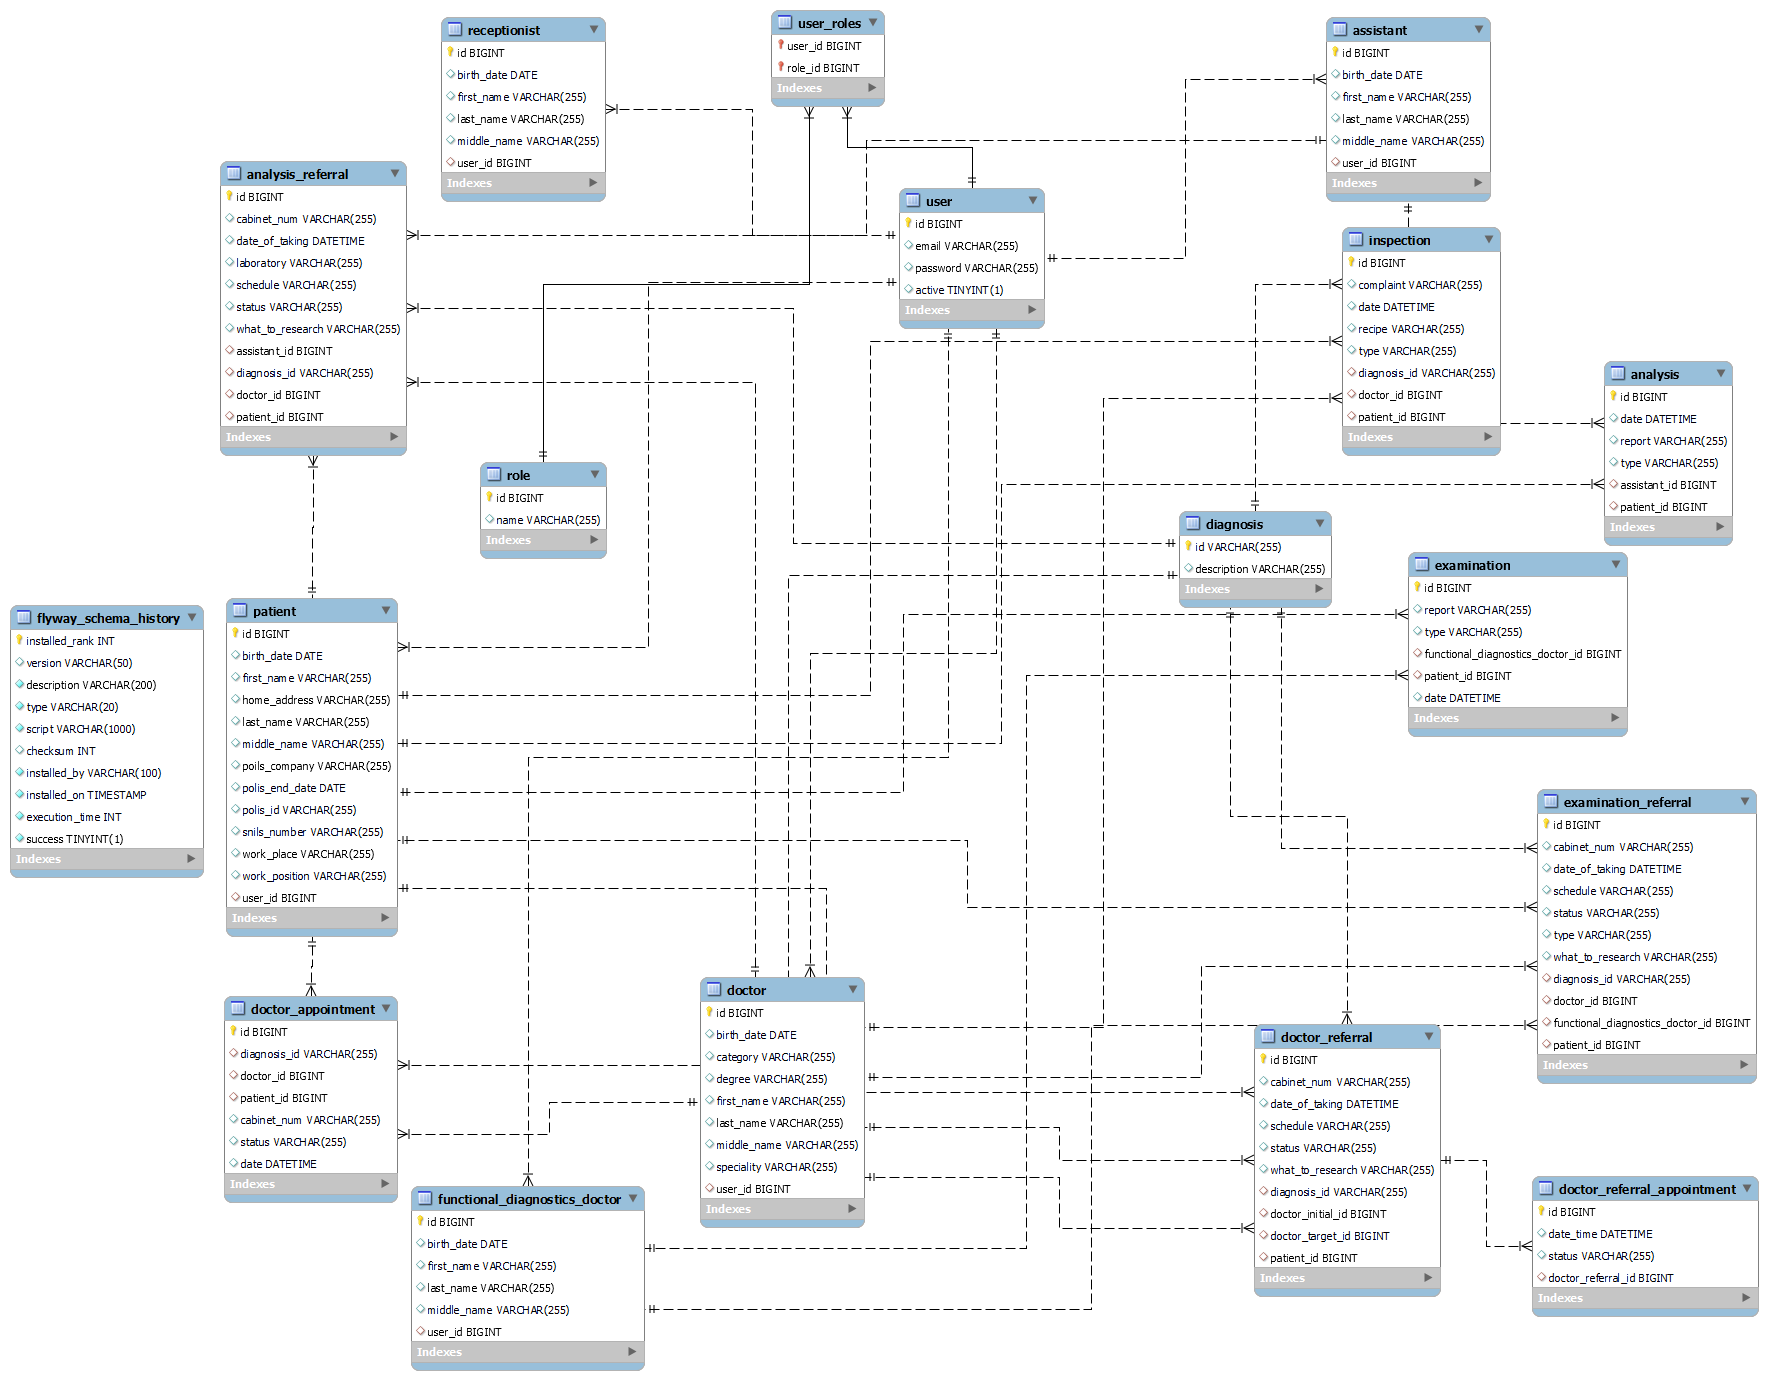 receptionist
id BIGINT
birth_date DATE
first_name VARCHAR(255)
last_name VARCHAR(255)
middle_name VARCHAR(255)
user_id BIGINT
Indexes
user_roles
user_id BIGINT
role_id BIGINT
Indexes
assistant
id BIGINT
birth_date DATE
first_name VARCHAR(255)
last_name VARCHAR(255)
middle_name VARCHAR(255)
user_id BIGINT
Indexes
analysis_referral
id BIGINT
cabinet_num VARCHAR(255)
date_of_taking DATETIME
laboratory VARCHAR(255)
schedule VARCHAR(255)
status VARCHAR(255)
what_to_research VARCHAR(255)
assistant_id BIGINT
diagnosis_id VARCHAR(255)
doctor_id BIGINT
patient_id BIGINT
Indexes
user
id BIGINT
email VARCHAR(255)
password VARCHAR(255)
active TINYINT(1)
Indexes
inspection
id BIGINT
complaint VARCHAR(255)
date DATETIME
recipe VARCHAR(255)
type VARCHAR(255)
diagnosis_id VARCHAR(255)
doctor_id BIGINT
patient_id BIGINT
Indexes
analysis
id BIGINT
date DATETIME
report VARCHAR(255)
type VARCHAR(255)
assistant_id BIGINT
patient_id BIGINT
Indexes
role
id BIGINT
name VARCHAR(255)
Indexes
diagnosis
id VARCHAR(255)
description VARCHAR(255)
Indexes
examination
id BIGINT
report VARCHAR(255)
type VARCHAR(255)
functional_diagnostics_doctor_id BIGINT
patient_id BIGINT
date DATETIME
Indexes
flyway_schema_history
installed_rank INT
version VARCHAR(50)
description VARCHAR(200)
type VARCHAR(20)
script VARCHAR(1000)
checksum INT
installed_by VARCHAR(100)
installed_on TIMESTAMP
execution_time INT
success TINYINT(1)
Indexes
patient
id BIGINT
birth_date DATE
first_name VARCHAR(255)
home_address VARCHAR(255)
last_name VARCHAR(255)
middle_name VARCHAR(255)
poils_company VARCHAR(255)
polis_end_date DATE
polis_id VARCHAR(255)
snils_number VARCHAR(255)
work_place VARCHAR(255)
work_position VARCHAR(255)
user_id BIGINT
Indexes
examination_referral
id BIGINT
cabinet_num VARCHAR(255)
date_of_taking DATETIME
schedule VARCHAR(255)
status VARCHAR(255)
type VARCHAR(255)
what_to_research VARCHAR(255)
diagnosis_id VARCHAR(255)
doctor_id BIGINT
functional_diagnostics_doctor_id BIGINT
patient_id BIGINT
Indexes
doctor_appointment
id BIGINT
diagnosis_id VARCHAR(255)
doctor_id BIGINT
patient_id BIGINT
cabinet_num VARCHAR(255)
status VARCHAR(255)
date DATETIME
Indexes
doctor
id BIGINT
birth_date DATE
category VARCHAR(255)
degree VARCHAR(255)
first_name VARCHAR(255)
last_name VARCHAR(255)
middle_name VARCHAR(255)
speciality VARCHAR(255)
user_id BIGINT
Indexes
doctor_referral
id BIGINT
cabinet_num VARCHAR(255)
date_of_taking DATETIME
schedule VARCHAR(255)
status VARCHAR(255)
what_to_research VARCHAR(255)
diagnosis_id VARCHAR(255)
doctor_initial_id BIGINT
doctor_target_id BIGINT
patient_id BIGINT
Indexes
functional_diagnostics_doctor
id BIGINT
birth_date DATE
first_name VARCHAR(255)
last_name VARCHAR(255)
middle_name VARCHAR(255)
user_id BIGINT
Indexes
doctor_referral_appointment
id BIGINT
date_time DATETIME
status VARCHAR(255)
doctor_referral_id BIGINT
Indexes